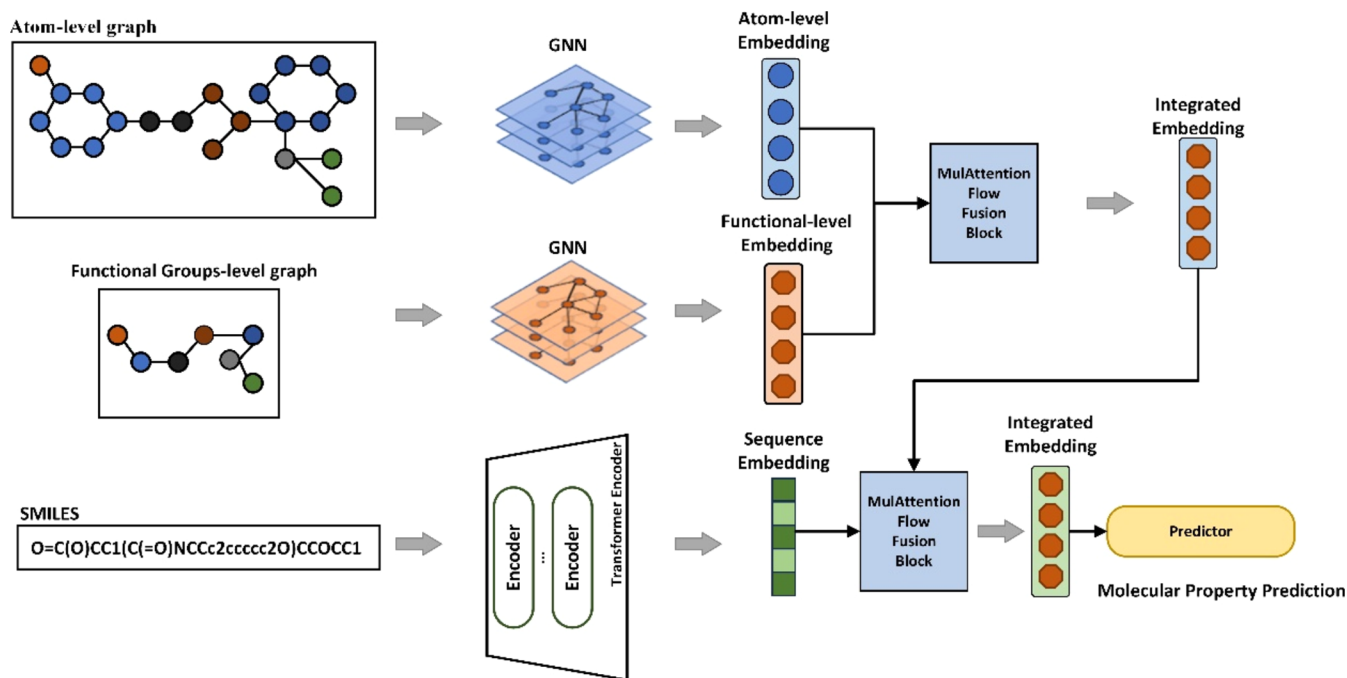 Atom-level graph
GNN
Atom-level
Embedding
MulAttention
Flow
Fusion
Block
Integrated
Embedding
Functional Groups-level graph
GNN
Functional-level
Embedding
SMILES
O=C(O)CC1(C(=O)NCCc2ccccc2O)CCOCC1
Encoder
...
Encoder
Transformer Encoder
Sequence
Embedding
MulAttention
Flow
Fusion
Block
Integrated
Embedding
Predictor
Molecular Property Prediction